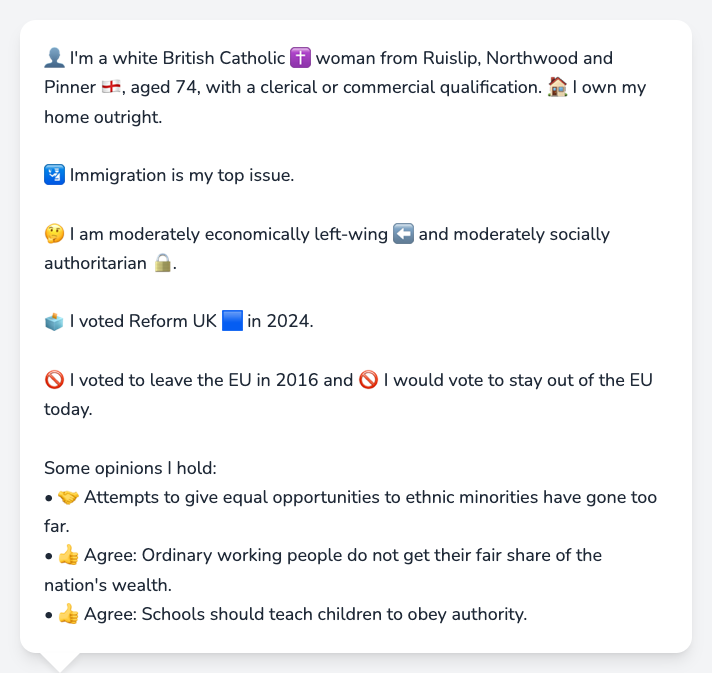 👤 I'm a white British Catholic ✝️ woman from Ruislip, Northwood and
Pinner 🏴󠁧󠁢󠁥󠁮󠁧󠁿, aged 74, with a clerical or commercial qualification. 🏠 I own my
home outright.
🛂 Immigration is my top issue.
🤔 I am moderately economically left-wing ⬅️ and moderately socially
authoritarian 🔒.
🗳️ I voted Reform UK 🟦 in 2024.
🚫 I voted to leave the EU in 2016 and 🚫 I would vote to stay out of the EU
today.
Some opinions I hold:
• 🤝 Attempts to give equal opportunities to ethnic minorities have gone too
far.
• 👍 Agree: Ordinary working people do not get their fair share of the
nation's wealth.
• 👍 Agree: Schools should teach children to obey authority.